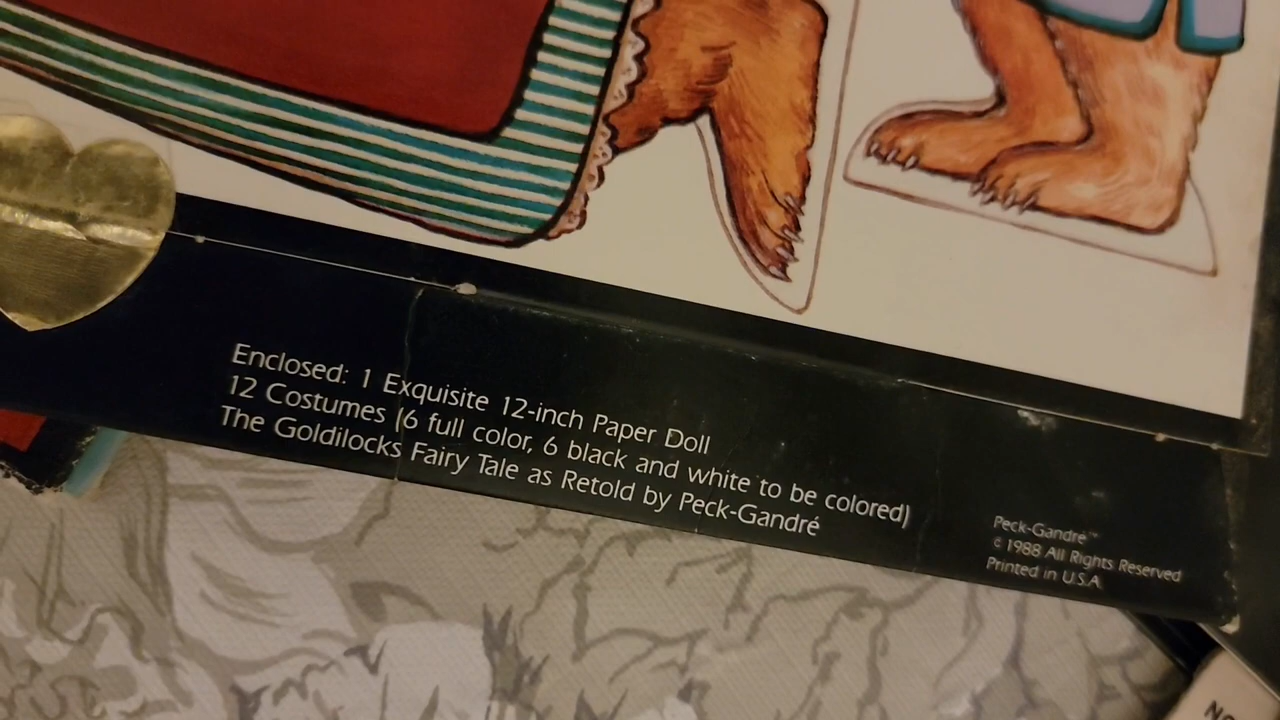 Enclosed: 1 Exquisite 12-inch Paper Doll
12 Costumes (6 full color, 6 black and white to be colored)
The Goldilocks Fairy Tale as Retold by Peck-Gandré
Peck-Gandré™
© 1988 All Rights Reserved
Printed in U.S.A.